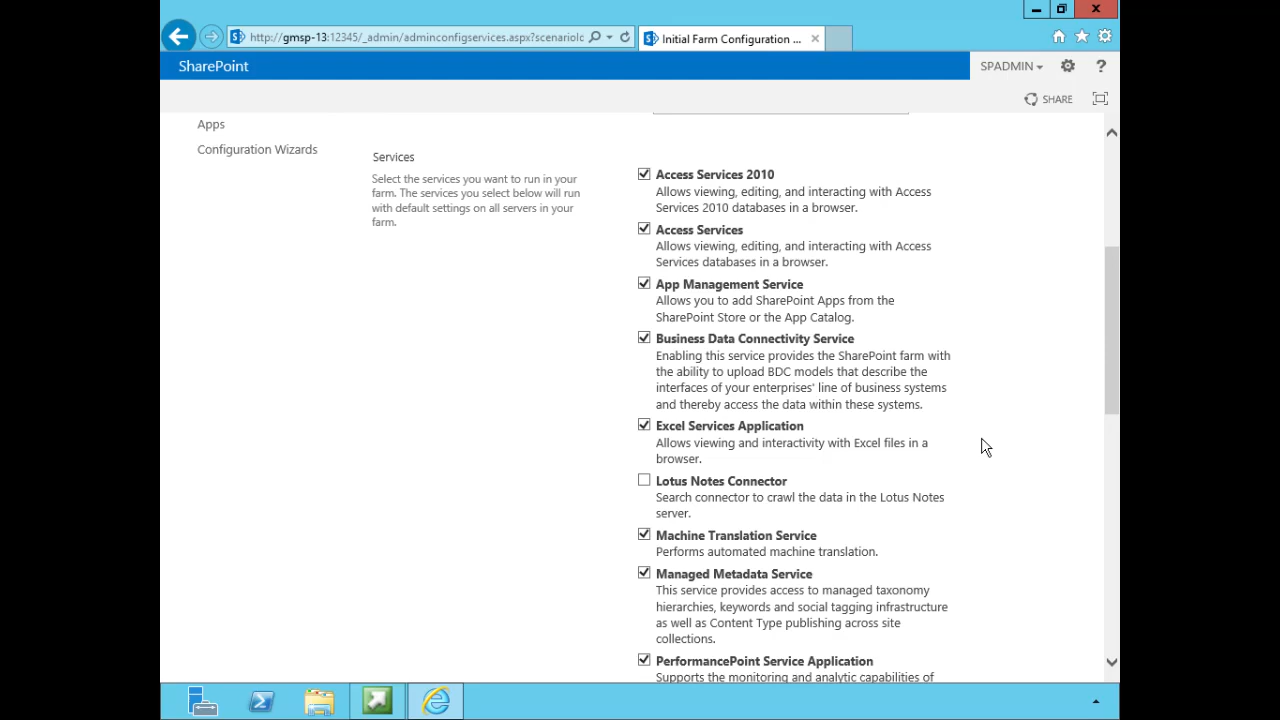 http://gmsp-13:12345/_admin/adminconfigservices.aspx?scenarioId
Initial Farm Configuration ...
SharePoint
SPADMIN
?
SHARE
Apps
Configuration Wizards
Services
Select the services you want to run in your
farm. The services you select below will run
with default settings on all servers in your
farm.
Access Services 2010
Allows viewing, editing, and interacting with Access
Services 2010 databases in a browser.
Access Services
Allows viewing, editing, and interacting with Access
Services databases in a browser.
App Management Service
Allows you to add SharePoint Apps from the
SharePoint Store or the App Catalog.
Business Data Connectivity Service
Enabling this service provides the SharePoint farm with
the ability to upload BDC models that describe the
interfaces of your enterprises' line of business systems
and thereby access the data within these systems.
Excel Services Application
Allows viewing and interactivity with Excel files in a
browser.
Lotus Notes Connector
Search connector to crawl the data in the Lotus Notes
server.
Machine Translation Service
Performs automated machine translation.
Managed Metadata Service
This service provides access to managed taxonomy
hierarchies, keywords and social tagging infrastructure
as well as Content Type publishing across site
collections.
PerformancePoint Service Application
Supports the monitoring and analytic capabilities of